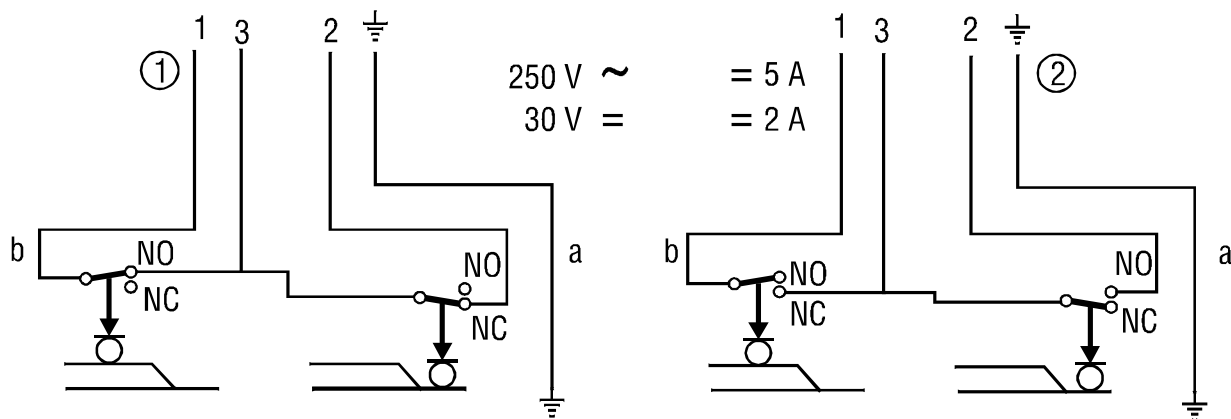 1 3 2
①
250 V ~ = 5 A
30 V = = 2 A
b
NO
NC
NO
NC
a
1 3 2
②
b
NO
NC
NO
NC
a